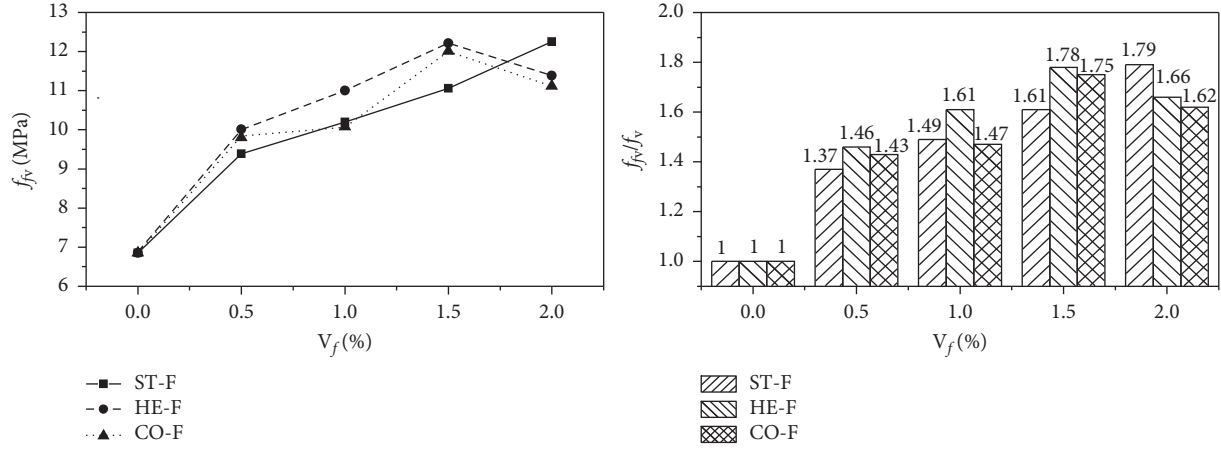 13
12
11
10
9
8
7
6
f_fv (MPa)
0.0 0.5 1.0 1.5 2.0
V_f (%)
ST-F
HE-F
CO-F
2.0
1.8
1.6
1.4
1.2
1.0
f_fv/f_v
1 1 1
1.37 1.46 1.43
1.49 1.61 1.47
1.61 1.78 1.75
1.79 1.66 1.62
0.0 0.5 1.0 1.5 2.0
V_f (%)
ST-F
HE-F
CO-F